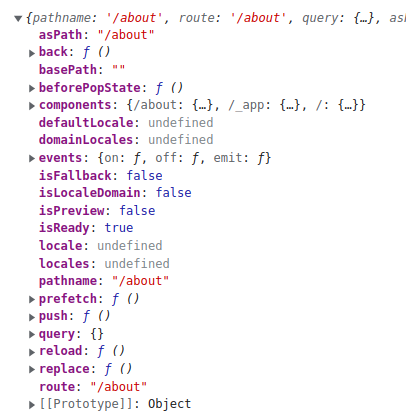 ▼{pathname: '/about', route: '/about', query: {…}, as
asPath: "/about"
▶back: ƒ ()
basePath: ""
▶beforePopState: ƒ ()
▶components: {/about: {…}, /_app: {…}, /: {…}}
defaultLocale: undefined
domainLocales: undefined
▶events: {on: ƒ, off: ƒ, emit: ƒ}
isFallback: false
isLocaleDomain: false
isPreview: false
isReady: true
locale: undefined
locales: undefined
pathname: "/about"
▶prefetch: ƒ ()
▶push: ƒ ()
▶query: {}
▶reload: ƒ ()
▶replace: ƒ ()
route: "/about"
▶[[Prototype]]: Object